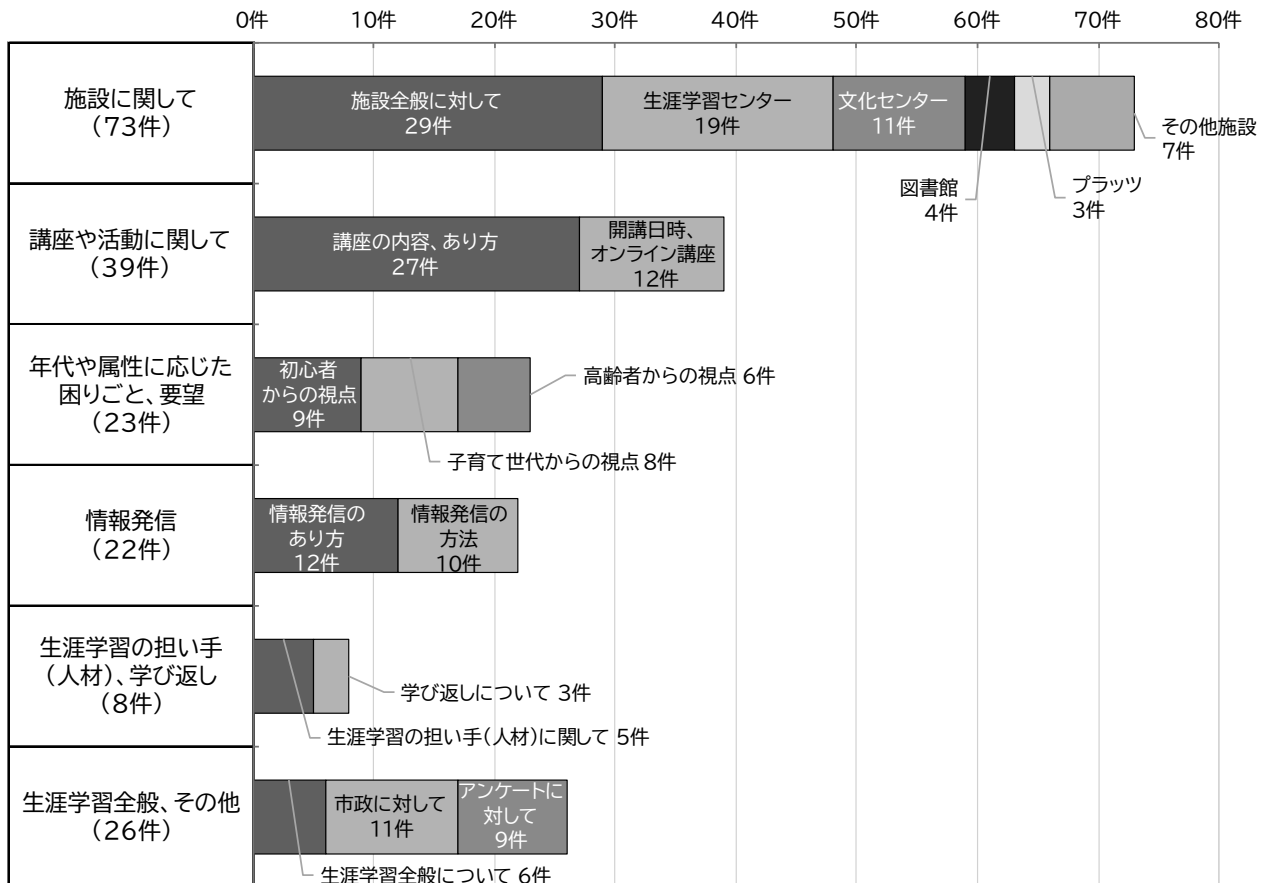 0件 10件 20件 30件 40件 50件 60件 70件 80件
施設に関して
（73件）
施設全般に対して
29件
生涯学習センター
19件
文化センター
11件
図書館
4件
プラッツ
3件
その他施設
7件
講座や活動に関して
（39件）
講座の内容、あり方
27件
開講日時、
オンライン講座
12件
年代や属性に応じた
困りごと、要望
（23件）
初心者
からの視点
9件
子育て世代からの視点 8件
高齢者からの視点 6件
情報発信
（22件）
情報発信の
あり方
12件
情報発信の
方法
10件
生涯学習の担い手
（人材）、学び返し
（8件）
生涯学習の担い手（人材）に関して 5件
学び返しについて 3件
生涯学習全般、その他
（26件）
生涯学習全般について 6件
市政に対して
11件
アンケートに
対して
9件